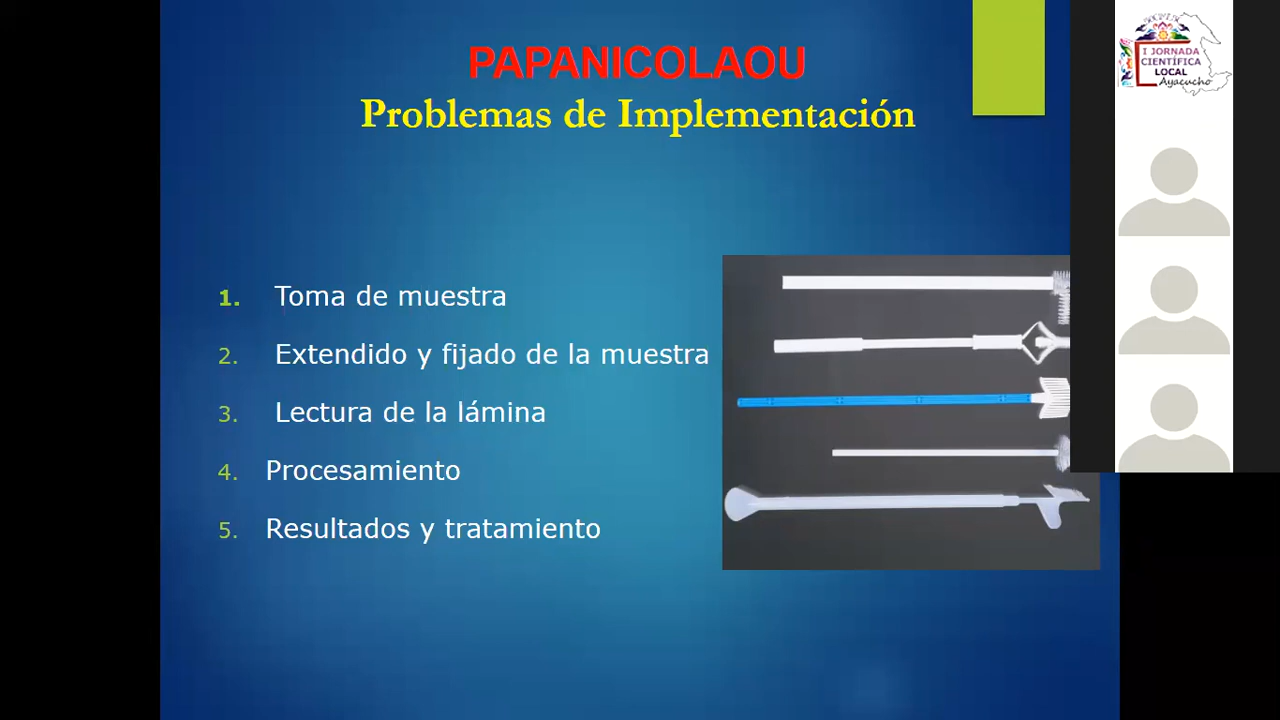 PAPANICOLAOU
Problemas de Implementación
1. Toma de muestra
2. Extendido y fijado de la muestra
3. Lectura de la lámina
4. Procesamiento
5. Resultados y tratamiento
I JORNADA
CIENTÍFICA
LOCAL
Ayacucho